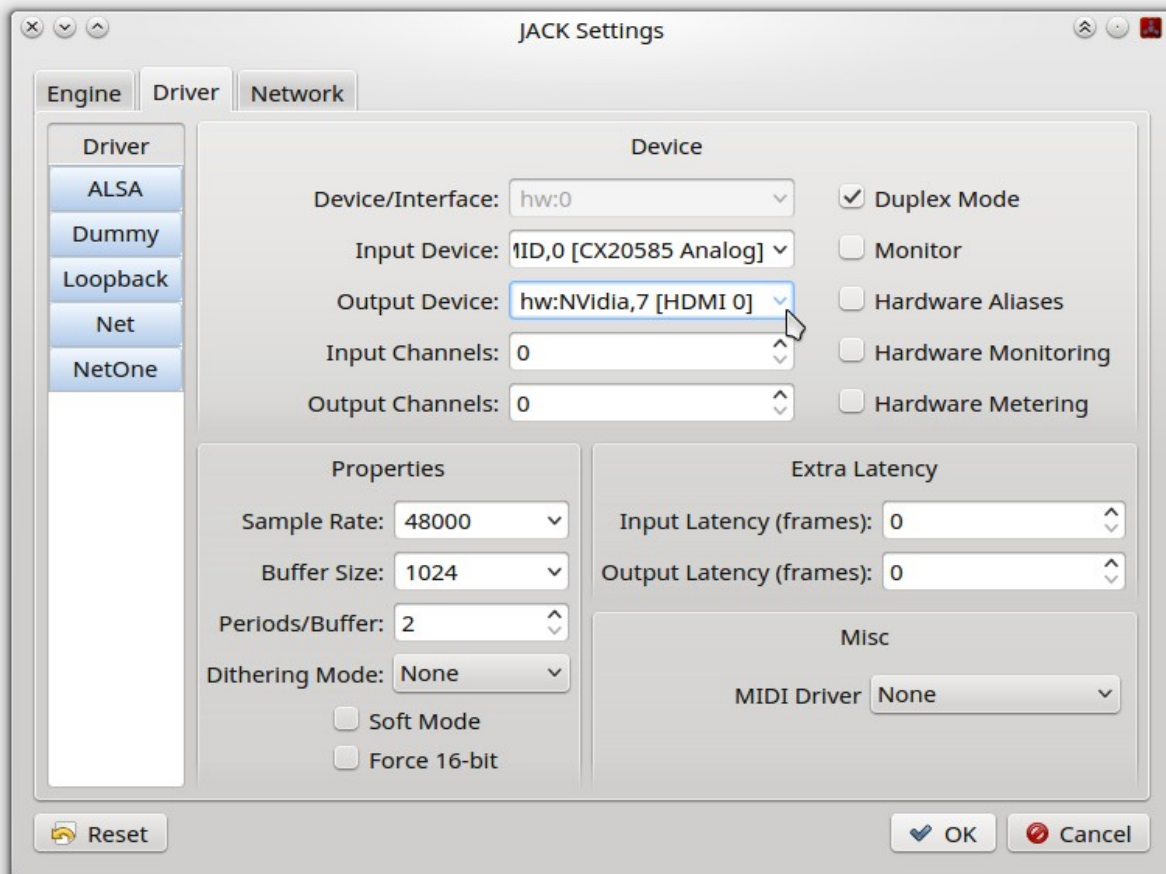 JACK Settings
Engine Driver Network
Driver
ALSA
Dummy
Loopback
Net
NetOne
Device
Device/Interface: hw:0 Duplex Mode
Input Device: MID,0 [CX20585 Analog] Monitor
Output Device: hw:NVidia,7 [HDMI 0] Hardware Aliases
Input Channels: 0 Hardware Monitoring
Output Channels: 0 Hardware Metering
Properties
Sample Rate: 48000
Buffer Size: 1024
Periods/Buffer: 2
Dithering Mode: None
Soft Mode
Force 16-bit
Extra Latency
Input Latency (frames): 0
Output Latency (frames): 0
Misc
MIDI Driver None
Reset OK Cancel